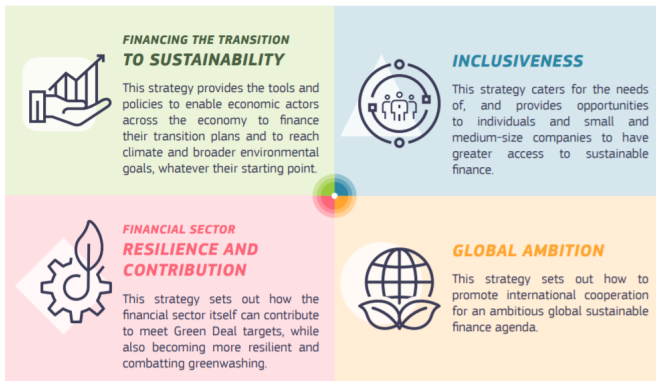 FINANCING THE TRANSITION
TO SUSTAINABILITY
This strategy provides the tools and
policies to enable economic actors
across the economy to finance
their transition plans and to reach
climate and broader environmental
goals, whatever their starting point.
INCLUSIVENESS
This strategy caters for the needs
of, and provides opportunities
to individuals and small and
medium-size companies to have
greater access to sustainable
finance.
FINANCIAL SECTOR
RESILIENCE AND
CONTRIBUTION
This strategy sets out how the
financial sector itself can contribute
to meet Green Deal targets, while
also becoming more resilient and
combatting greenwashing.
GLOBAL AMBITION
This strategy sets out how to
promote international cooperation
for an ambitious global sustainable
finance agenda.